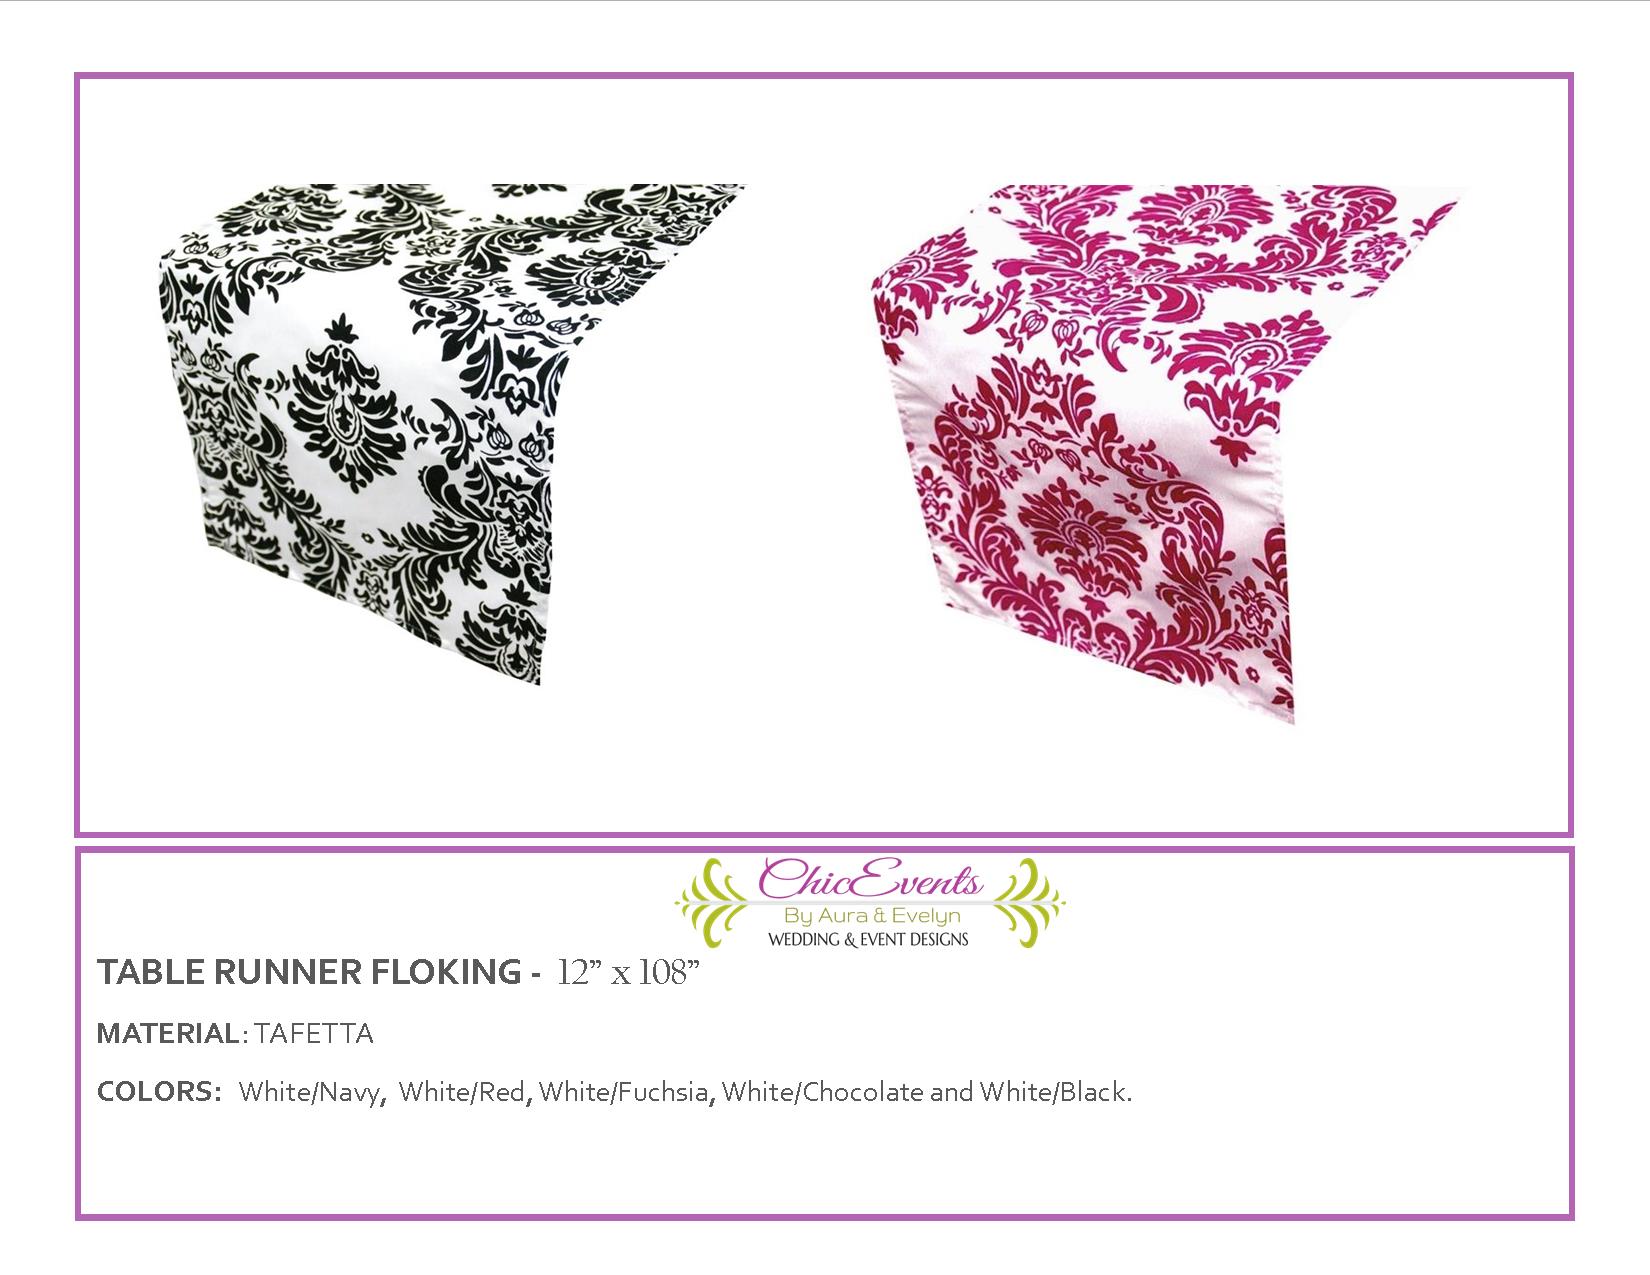 ChicEvents
By Aura & Evelyn
WEDDING & EVENT DESIGNS
TABLE RUNNER FLOKING - 12” x 108”
MATERIAL: TAFETTA
COLORS: White/Navy, White/Red, White/Fuchsia, White/Chocolate and White/Black.